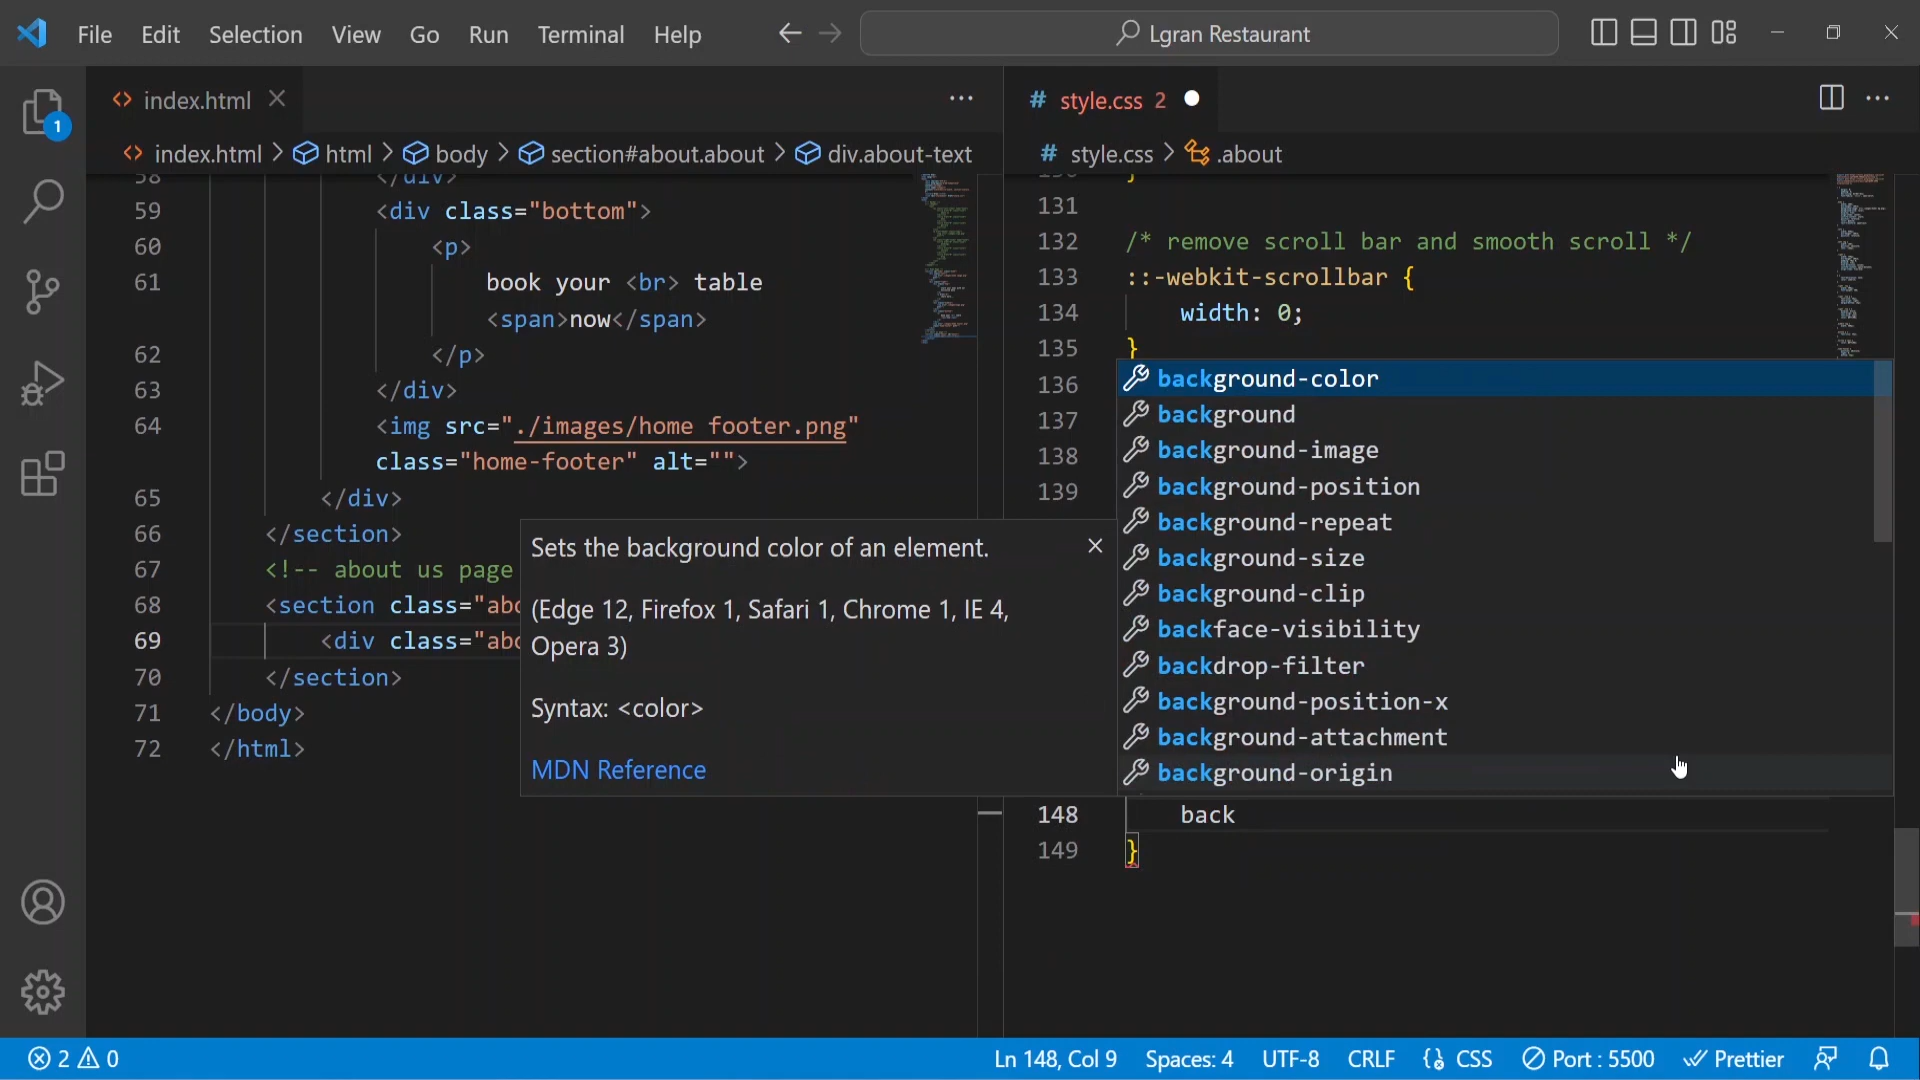 File Edit Selection View Go Run Terminal Help
Lgran Restaurant
index.html
style.css 2
index.html > html > body > section#about.about > div.about-text
style.css > .about
58 </div>
59 <div class="bottom">
60 <p>
61 book your <br> table
<span>now</span>
62 </p>
63 </div>
64 <img src="./images/home footer.png"
class="home-footer" alt="">
65 </div>
66 </section>
67 <!-- about us page
68 <section class="abo
69 <div class="abo
70 </section>
71 </body>
72 </html>
Sets the background color of an element.
(Edge 12, Firefox 1, Safari 1, Chrome 1, IE 4,
Opera 3)
Syntax: <color>
MDN Reference
130 }
131
132 /* remove scroll bar and smooth scroll */
133 ::-webkit-scrollbar {
134 width: 0;
135 }
136
137
138
139
background-color
background
background-image
background-position
background-repeat
background-size
background-clip
backface-visibility
backdrop-filter
background-position-x
background-attachment
background-origin
148 back
149 }
1
2 0
Ln 148, Col 9 Spaces: 4 UTF-8 CRLF {} CSS Port : 5500 Prettier